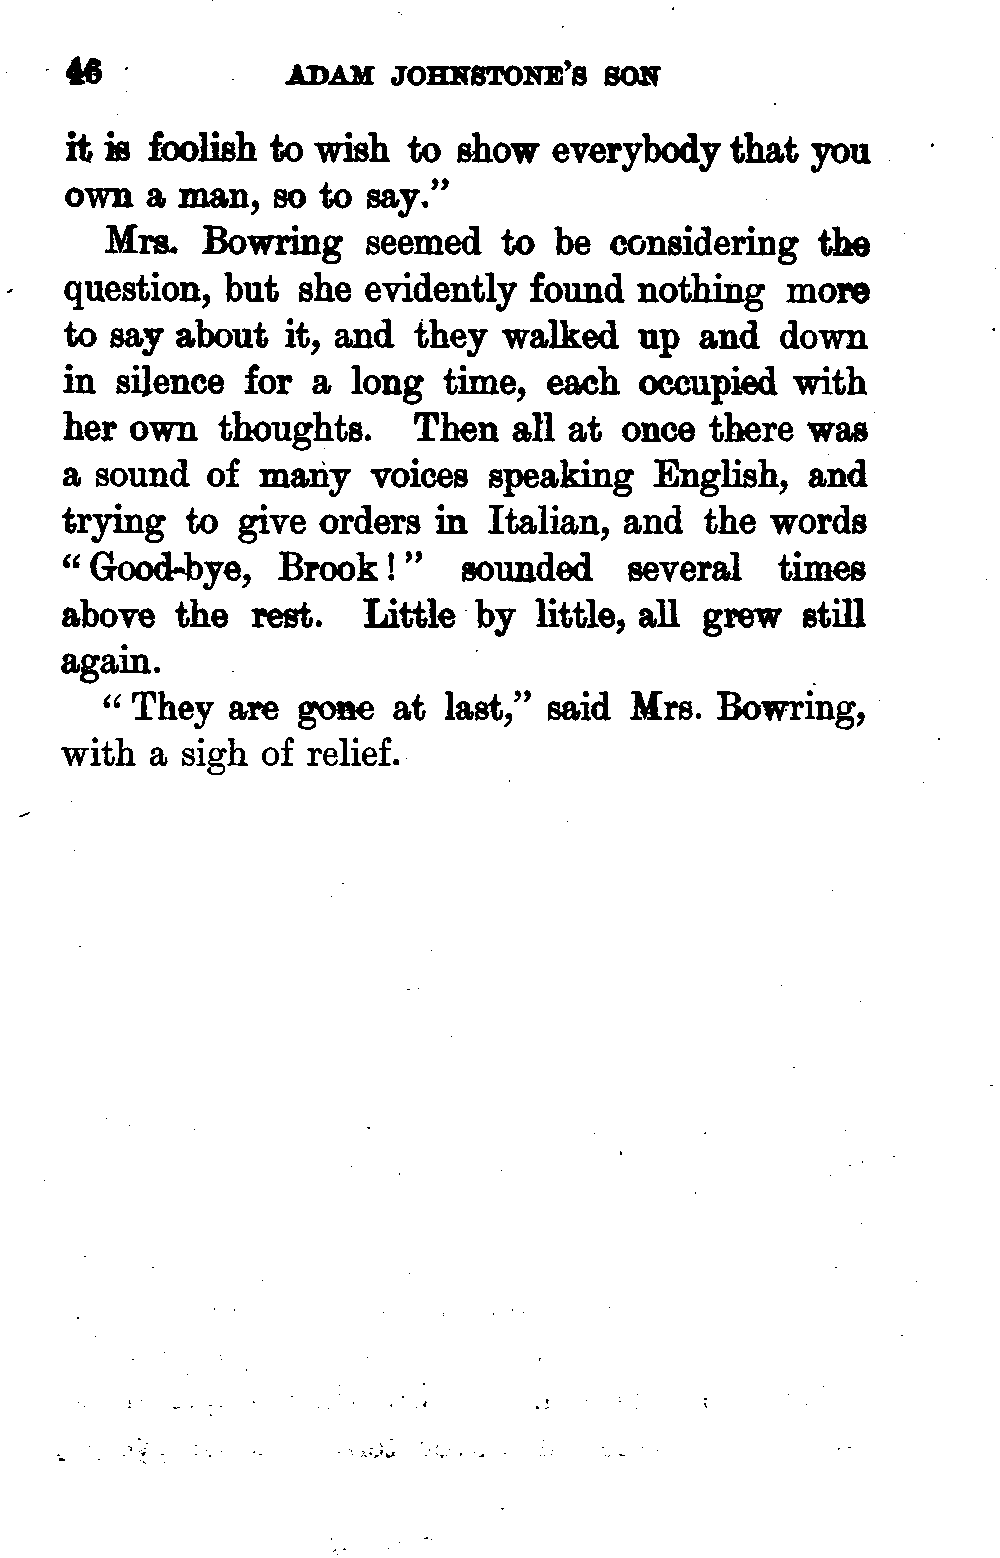 46 ADAM JOHNSTONE'S SON
it is foolish to wish to show everybody that you
own a man, so to say."
Mrs. Bowring seemed to be considering the
question, but she evidently found nothing more
to say about it, and they walked up and down
in silence for a long time, each occupied with
her own thoughts. Then all at once there was
a sound of many voices speaking English, and
trying to give orders in Italian, and the words
"Good-bye, Brook!" sounded several times
above the rest. Little by little, all grew still
again.
"They are gone at last," said Mrs. Bowring,
with a sigh of relief.